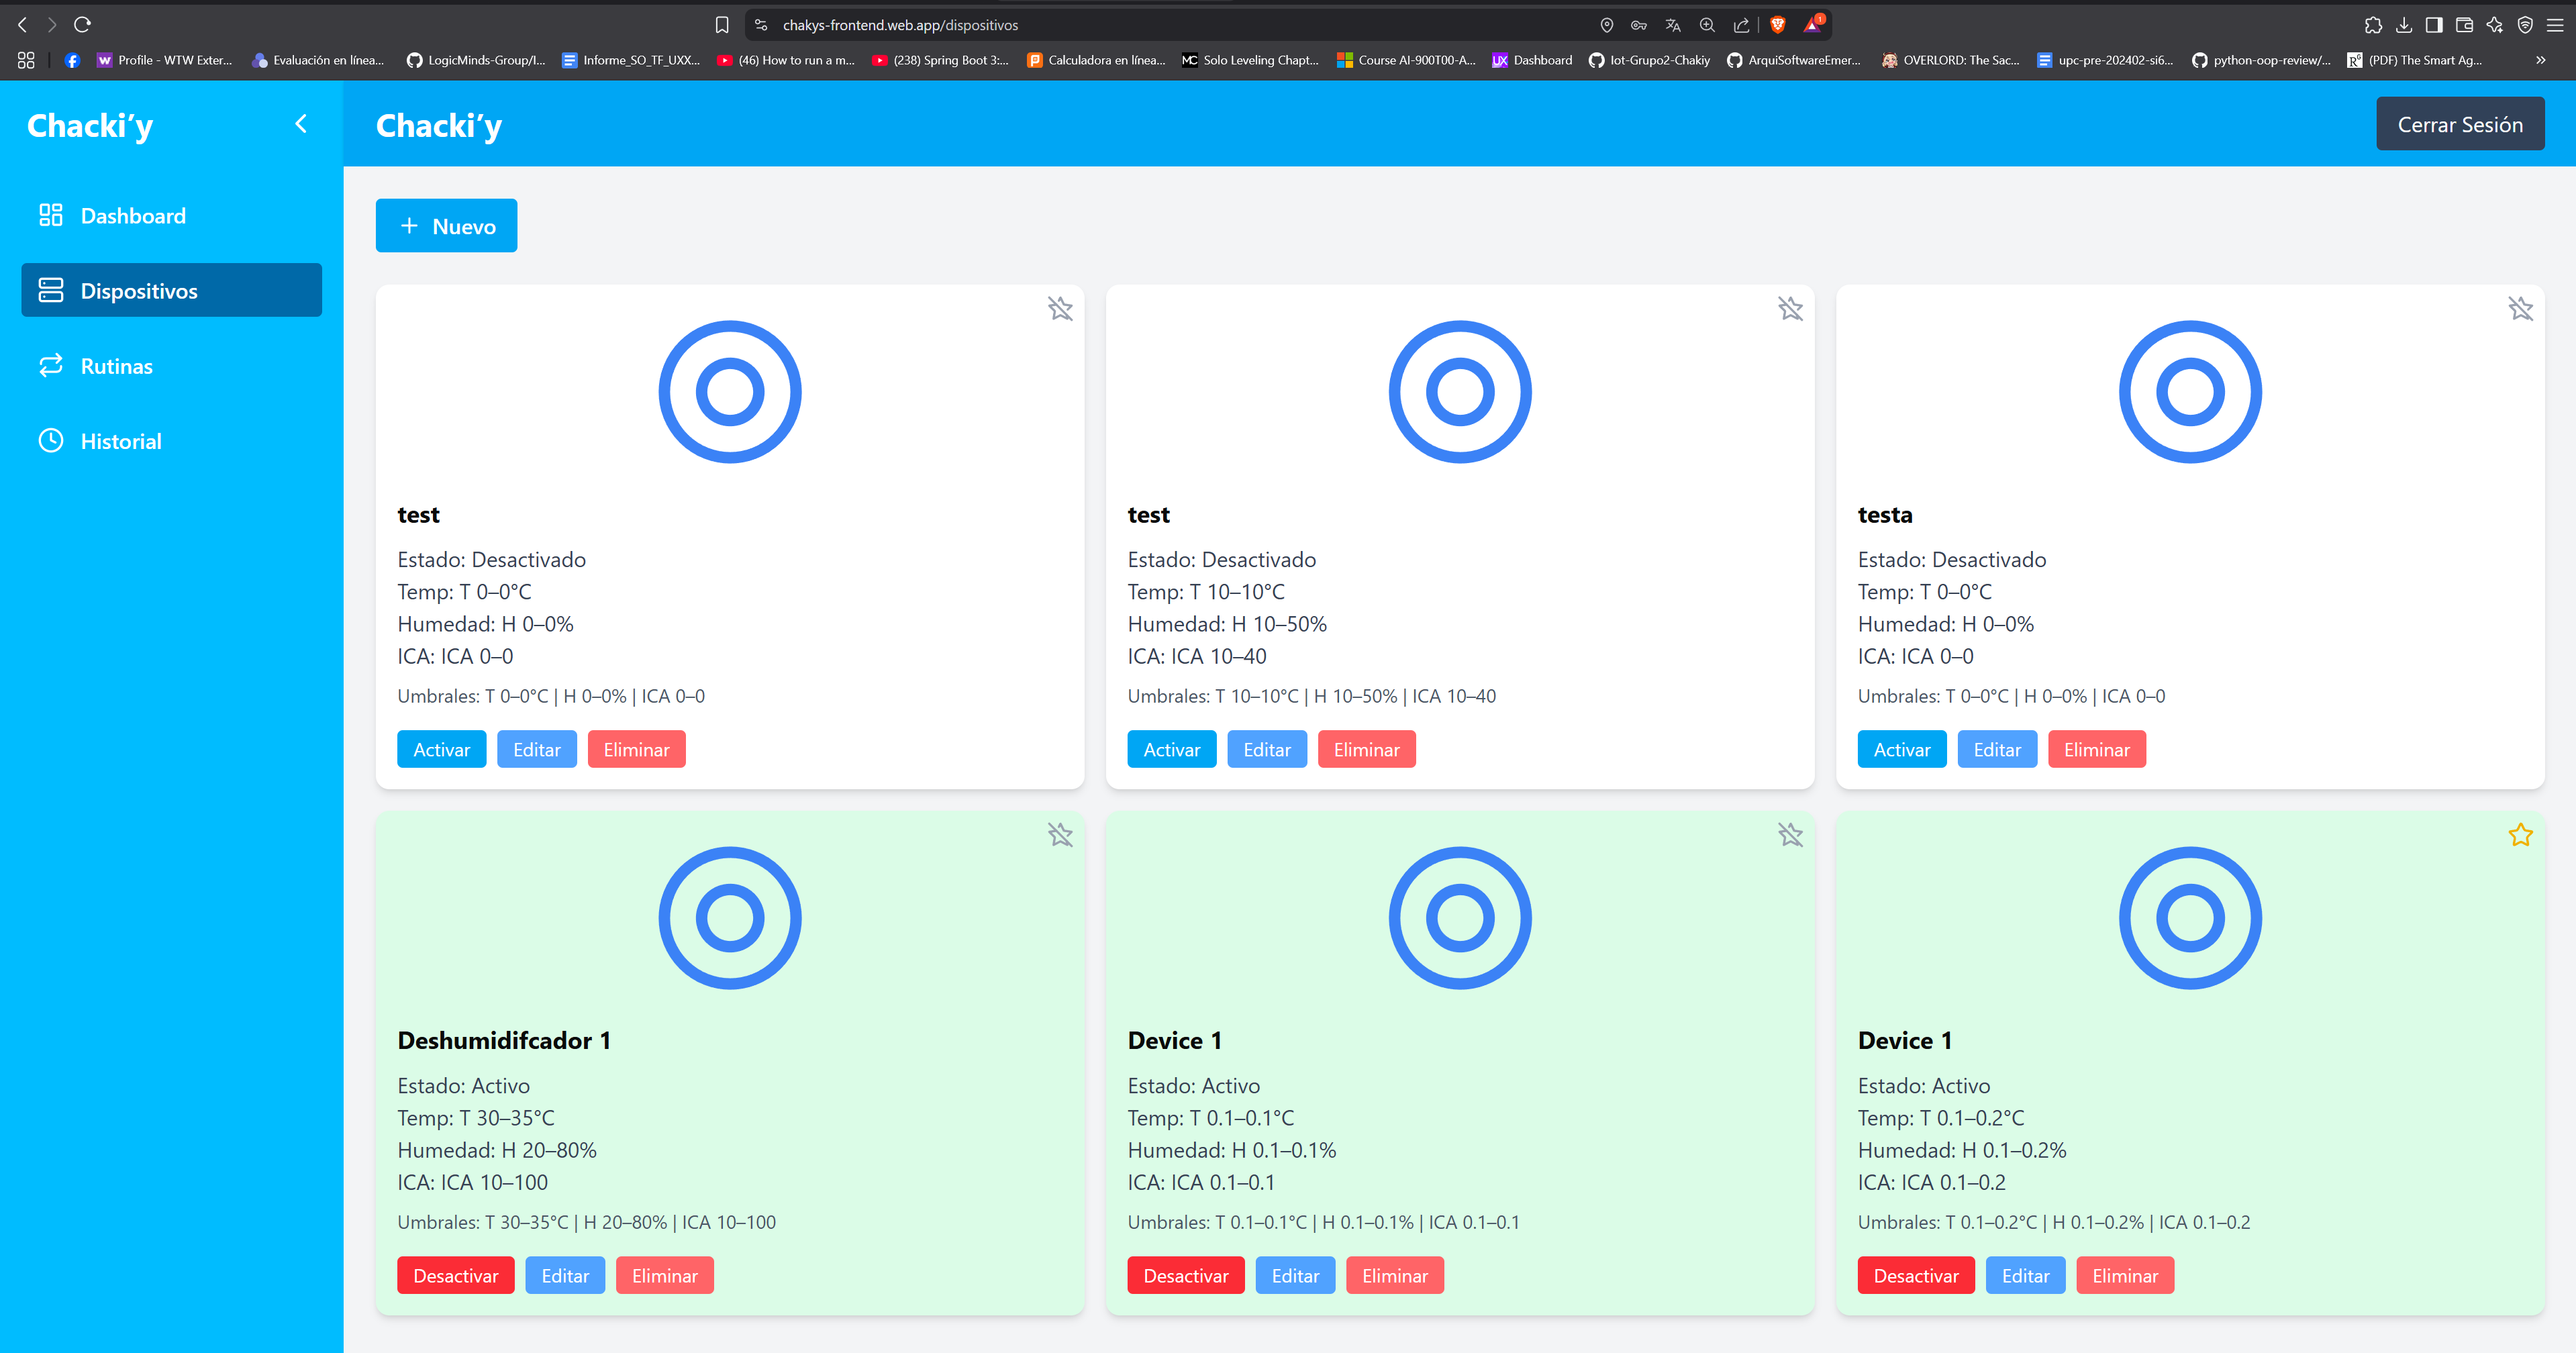 chakys-frontend.web.app/dispositivos
1
Profile - WTW Exter...
Evaluación en línea...
LogicMinds-Group/I...
Informe_SO_TF_UXX...
(46) How to run a m...
(238) Spring Boot 3:...
Calculadora en línea...
MC Solo Leveling Chapt...
Course AI-900T00-A...
UX Dashboard
Iot-Grupo2-Chakiy
ArquiSoftwareEmer...
OVERLORD: The Sac...
upc-pre-202402-si6...
python-oop-review/...
(PDF) The Smart Ag...
Chacki’y
Chacki’y
Cerrar Sesión
Dashboard
Dispositivos
Rutinas
Historial
+ Nuevo
test
Estado: Desactivado
Temp: T 0–0°C
Humedad: H 0–0%
ICA: ICA 0–0
Umbrales: T 0–0°C | H 0–0% | ICA 0–0
Activar Editar Eliminar
test
Estado: Desactivado
Temp: T 10–10°C
Humedad: H 10–50%
ICA: ICA 10–40
Umbrales: T 10–10°C | H 10–50% | ICA 10–40
Activar Editar Eliminar
testa
Estado: Desactivado
Temp: T 0–0°C
Humedad: H 0–0%
ICA: ICA 0–0
Umbrales: T 0–0°C | H 0–0% | ICA 0–0
Activar Editar Eliminar
Deshumidifcador 1
Estado: Activo
Temp: T 30–35°C
Humedad: H 20–80%
ICA: ICA 10–100
Umbrales: T 30–35°C | H 20–80% | ICA 10–100
Desactivar Editar Eliminar
Device 1
Estado: Activo
Temp: T 0.1–0.1°C
Humedad: H 0.1–0.1%
ICA: ICA 0.1–0.1
Umbrales: T 0.1–0.1°C | H 0.1–0.1% | ICA 0.1–0.1
Desactivar Editar Eliminar
Device 1
Estado: Activo
Temp: T 0.1–0.2°C
Humedad: H 0.1–0.2%
ICA: ICA 0.1–0.2
Umbrales: T 0.1–0.2°C | H 0.1–0.2% | ICA 0.1–0.2
Desactivar Editar Eliminar